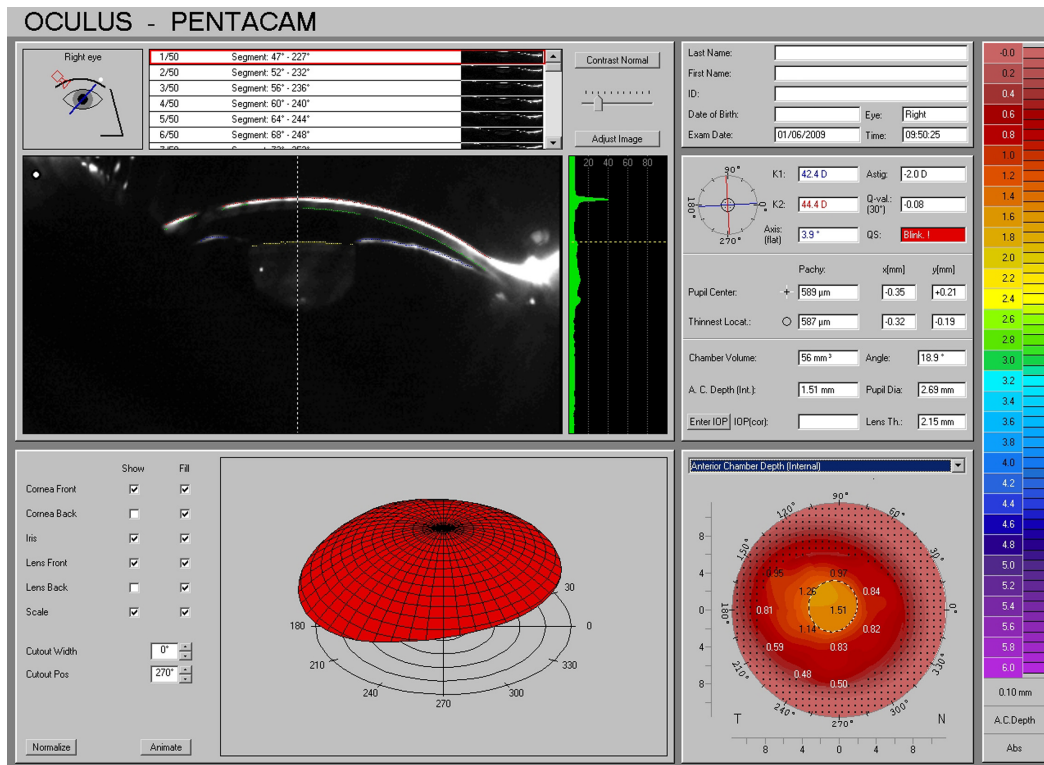 OCULUS - PENTACAM
Right eye
1/50 Segment: 47° - 227°
2/50 Segment: 52° - 232°
3/50 Segment: 56° - 236°
4/50 Segment: 60° - 240°
5/50 Segment: 64° - 244°
6/50 Segment: 68° - 248°
Contrast Normal
Adjust Image
20 40 60 80
Last Name:
First Name:
ID:
Date of Birth: Eye: Right
Exam Date: 01/06/2009 Time: 09:50:25
90°
180°
0°
270°
K1: 42.4 D Astig: -2.0 D
K2: 44.4 D Q-val.: (30°) -0.08
Axis: (flat) 3.9 ° QS: Blink. !
Pachy: x[mm] y[mm]
Pupil Center: + 589 µm -0.35 +0.21
Thinnest Locat.: 587 µm -0.32 -0.19
Chamber Volume: 56 mm³ Angle: 18.9 °
A. C. Depth (Int.): 1.51 mm Pupil Dia: 2.69 mm
Enter IOP IOP(cor): Lens Th.: 2.15 mm
Show Fill
Cornea Front
Cornea Back
Iris
Lens Front
Lens Back
Scale
Cutout Width 0°
Cutout Pos 270°
Normalize Animate
30
180 0
210 330
240 300
270
Anterior Chamber Depth (Internal)
90°
120° 60°
150° 30°
180° 0°
210° 330°
240° 300°
270°
8
4
0
4
8
0.95 0.97
1.26 0.84
0.81 1.51
1.14 0.82
0.59 0.83
0.48 0.50
T N
8 4 0 4 8
-0.0
0.2
0.4
0.6
0.8
1.0
1.2
1.4
1.6
1.8
2.0
2.2
2.4
2.6
2.8
3.0
3.2
3.4
3.6
3.8
4.0
4.2
4.4
4.6
4.8
5.0
5.2
5.4
5.6
5.8
6.0
0.10 mm
A.C.Depth
Abs